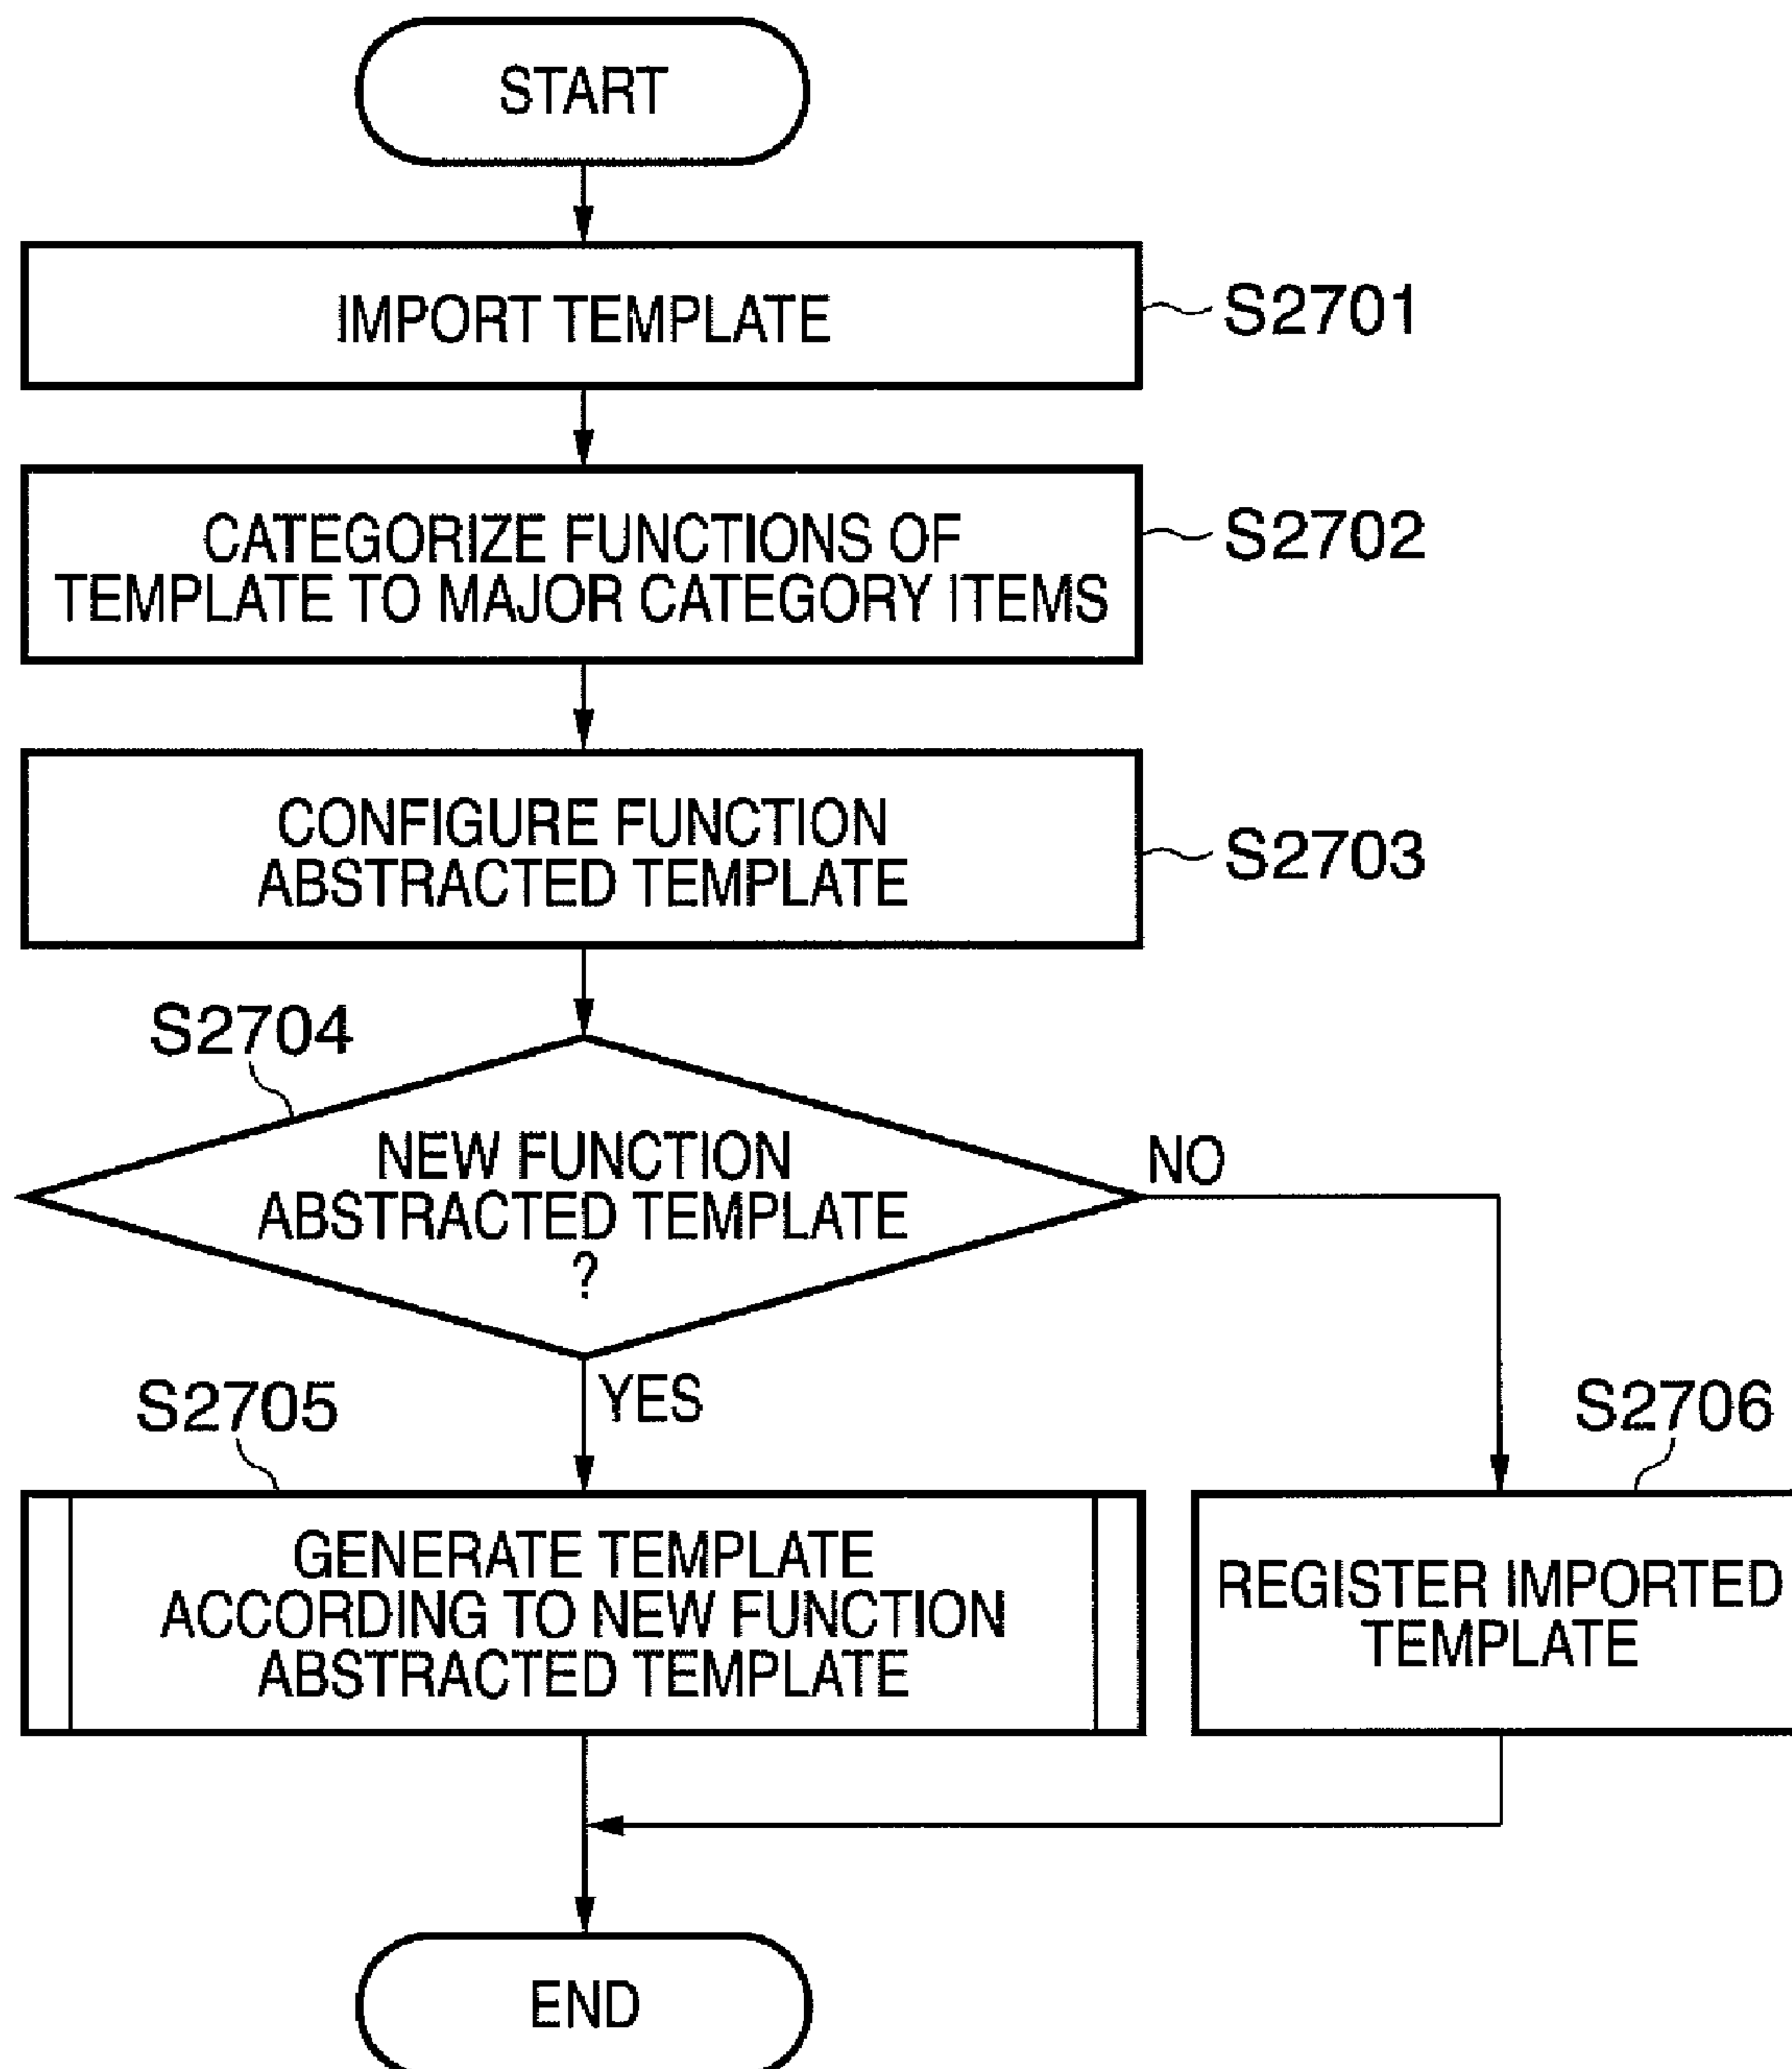 START
IMPORT TEMPLATE
S2701
CATEGORIZE FUNCTIONS OF
TEMPLATE TO MAJOR CATEGORY ITEMS
S2702
CONFIGURE FUNCTION
ABSTRACTED TEMPLATE
S2703
S2704
NEW FUNCTION
ABSTRACTED TEMPLATE
?
NO
YES
S2705
GENERATE TEMPLATE
ACCORDING TO NEW FUNCTION
ABSTRACTED TEMPLATE
S2706
REGISTER IMPORTED
TEMPLATE
END